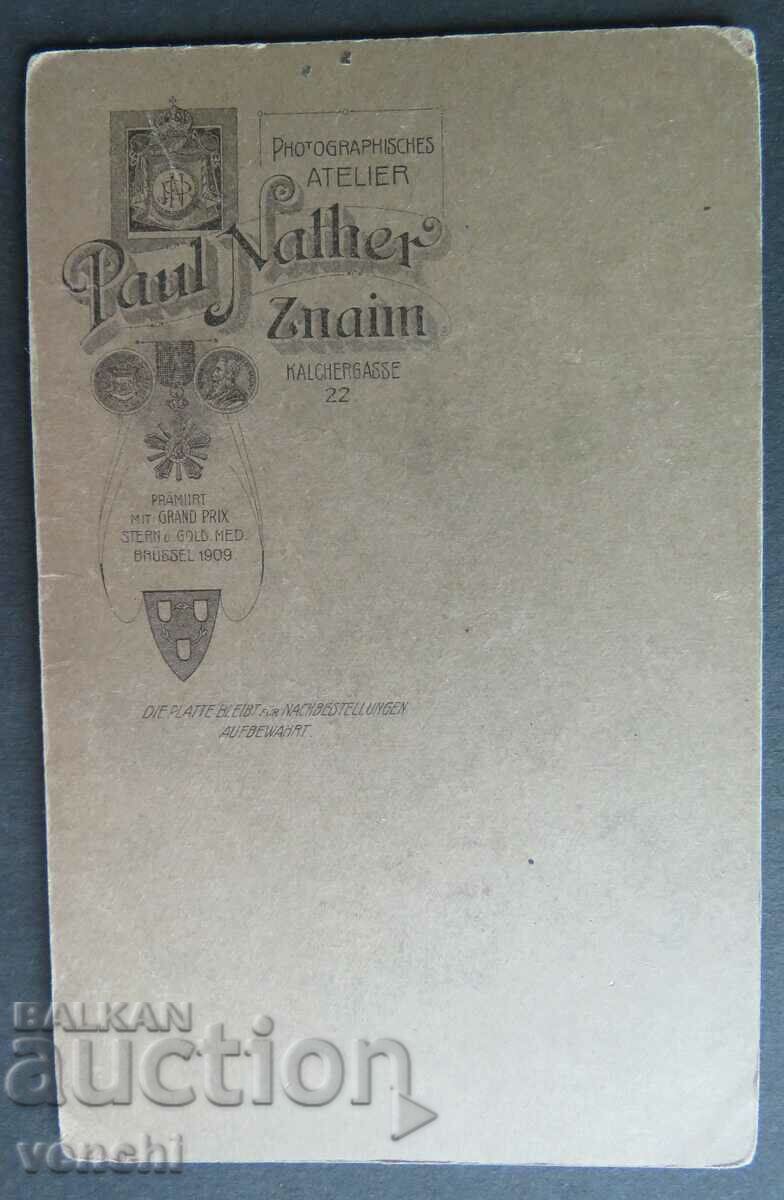 PHOTOGRAPHISCHES
ATELIER
Paul Nather
Znaim
KALCHERGASSE
22
PRÄMIIRT
MIT GRAND PRIX
STERN U. GOLD. MED.
BRÜSSEL 1909.
DIE PLATTE BLEIBT FÜR NACHBESTELLUNGEN
AUFBEWAHRT.
BALKAN
auction
venchi